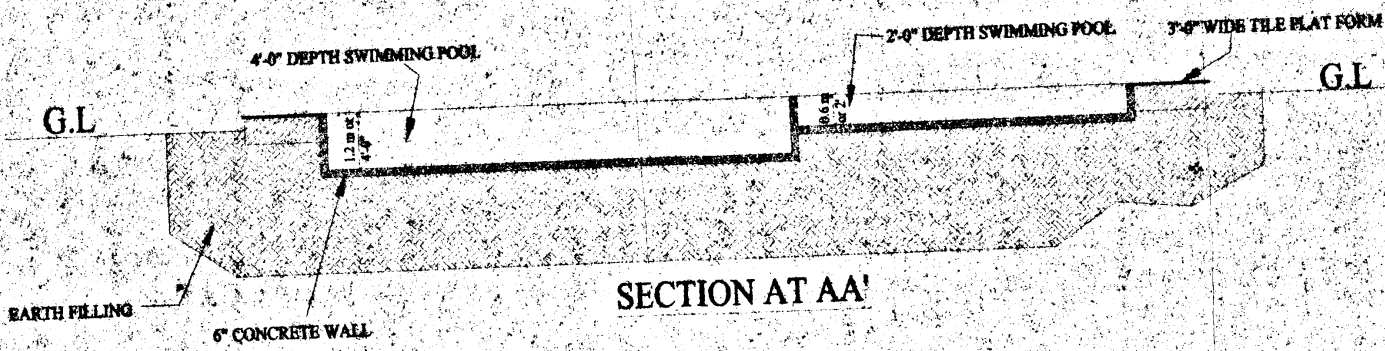 4'-0" DEPTH SWIMMING POOL
2'-0" DEPTH SWIMMING POOL
3'-0" WIDE TILE PLAT FORM
G.L
G.L
1.2 m or
4'-0"
0.6 m
or 2'
EARTH FILLING
6" CONCRETE WALL
SECTION AT AA'